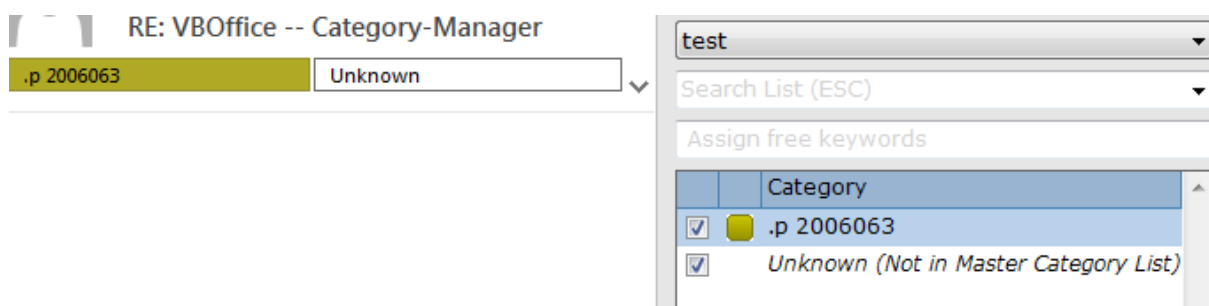 RE: VBOffice -- Category-Manager
.p 2006063
Unknown
test
Search List (ESC)
Assign free keywords
Category
.p 2006063
Unknown (Not in Master Category List)